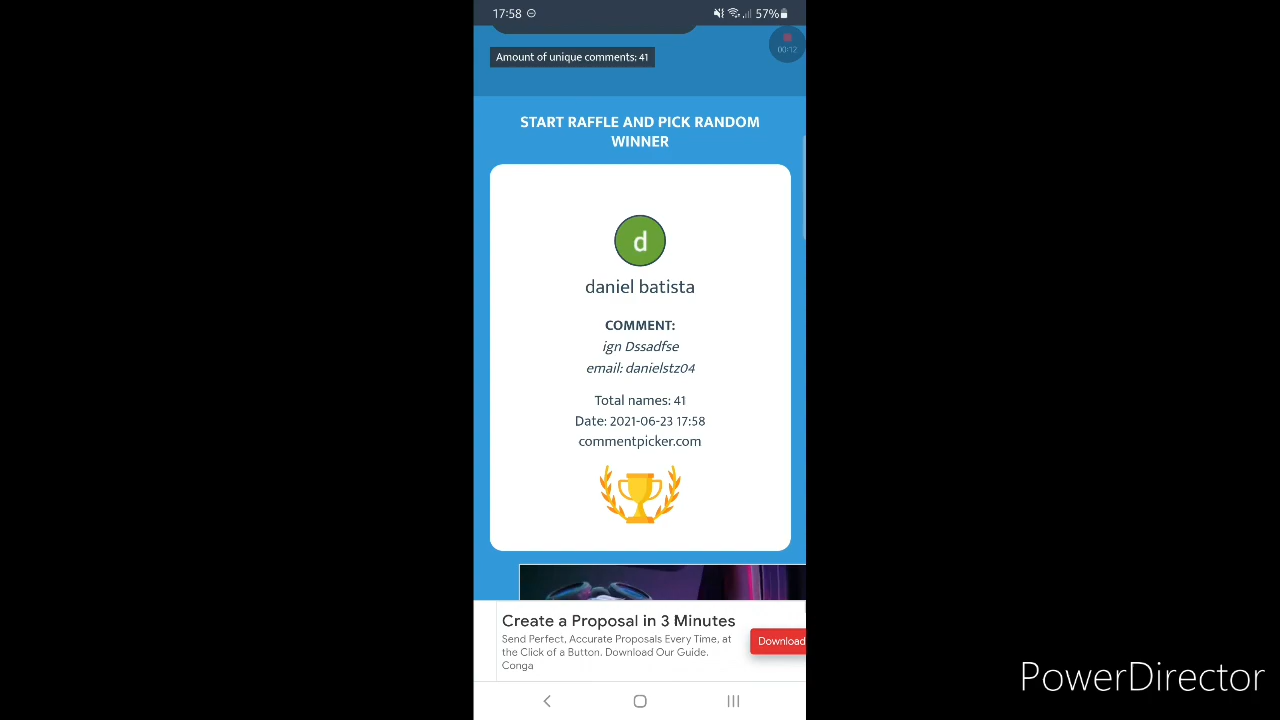 17:58
57%
00:12
Amount of unique comments: 41
START RAFFLE AND PICK RANDOM
WINNER
d
daniel batista
COMMENT:
ign Dssadfse
email: danielstz04
Total names: 41
Date: 2021-06-23 17:58
commentpicker.com
Create a Proposal in 3 Minutes
Send Perfect, Accurate Proposals Every Time, at
the Click of a Button. Download Our Guide.
Conga
Download
PowerDirector